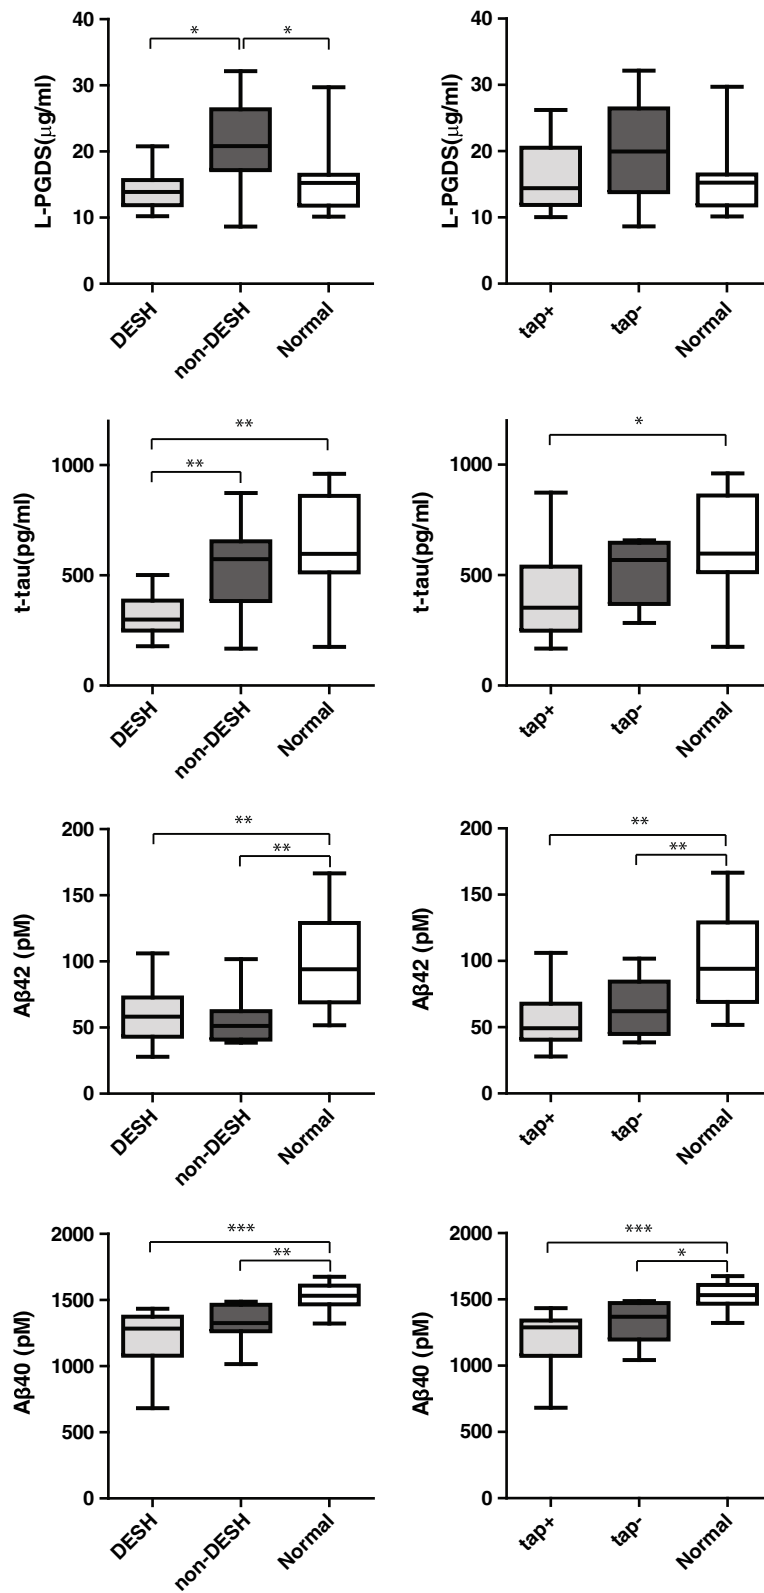 L-PGDS(μg/ml)
40
30
20
10
0
* *
DESH
non-DESH
Normal
L-PGDS(μg/ml)
40
30
20
10
0
tap+
tap-
Normal
t-tau(pg/ml)
1000
500
0
**
**
DESH
non-DESH
Normal
t-tau(pg/ml)
1000
500
0
*
tap+
tap-
Normal
Aβ42 (pM)
200
150
100
50
0
**
**
DESH
non-DESH
Normal
Aβ42 (pM)
200
150
100
50
0
**
**
tap+
tap-
Normal
Aβ40 (pM)
2000
1500
1000
500
0
***
**
DESH
non-DESH
Normal
Aβ40 (pM)
2000
1500
1000
500
0
***
*
tap+
tap-
Normal